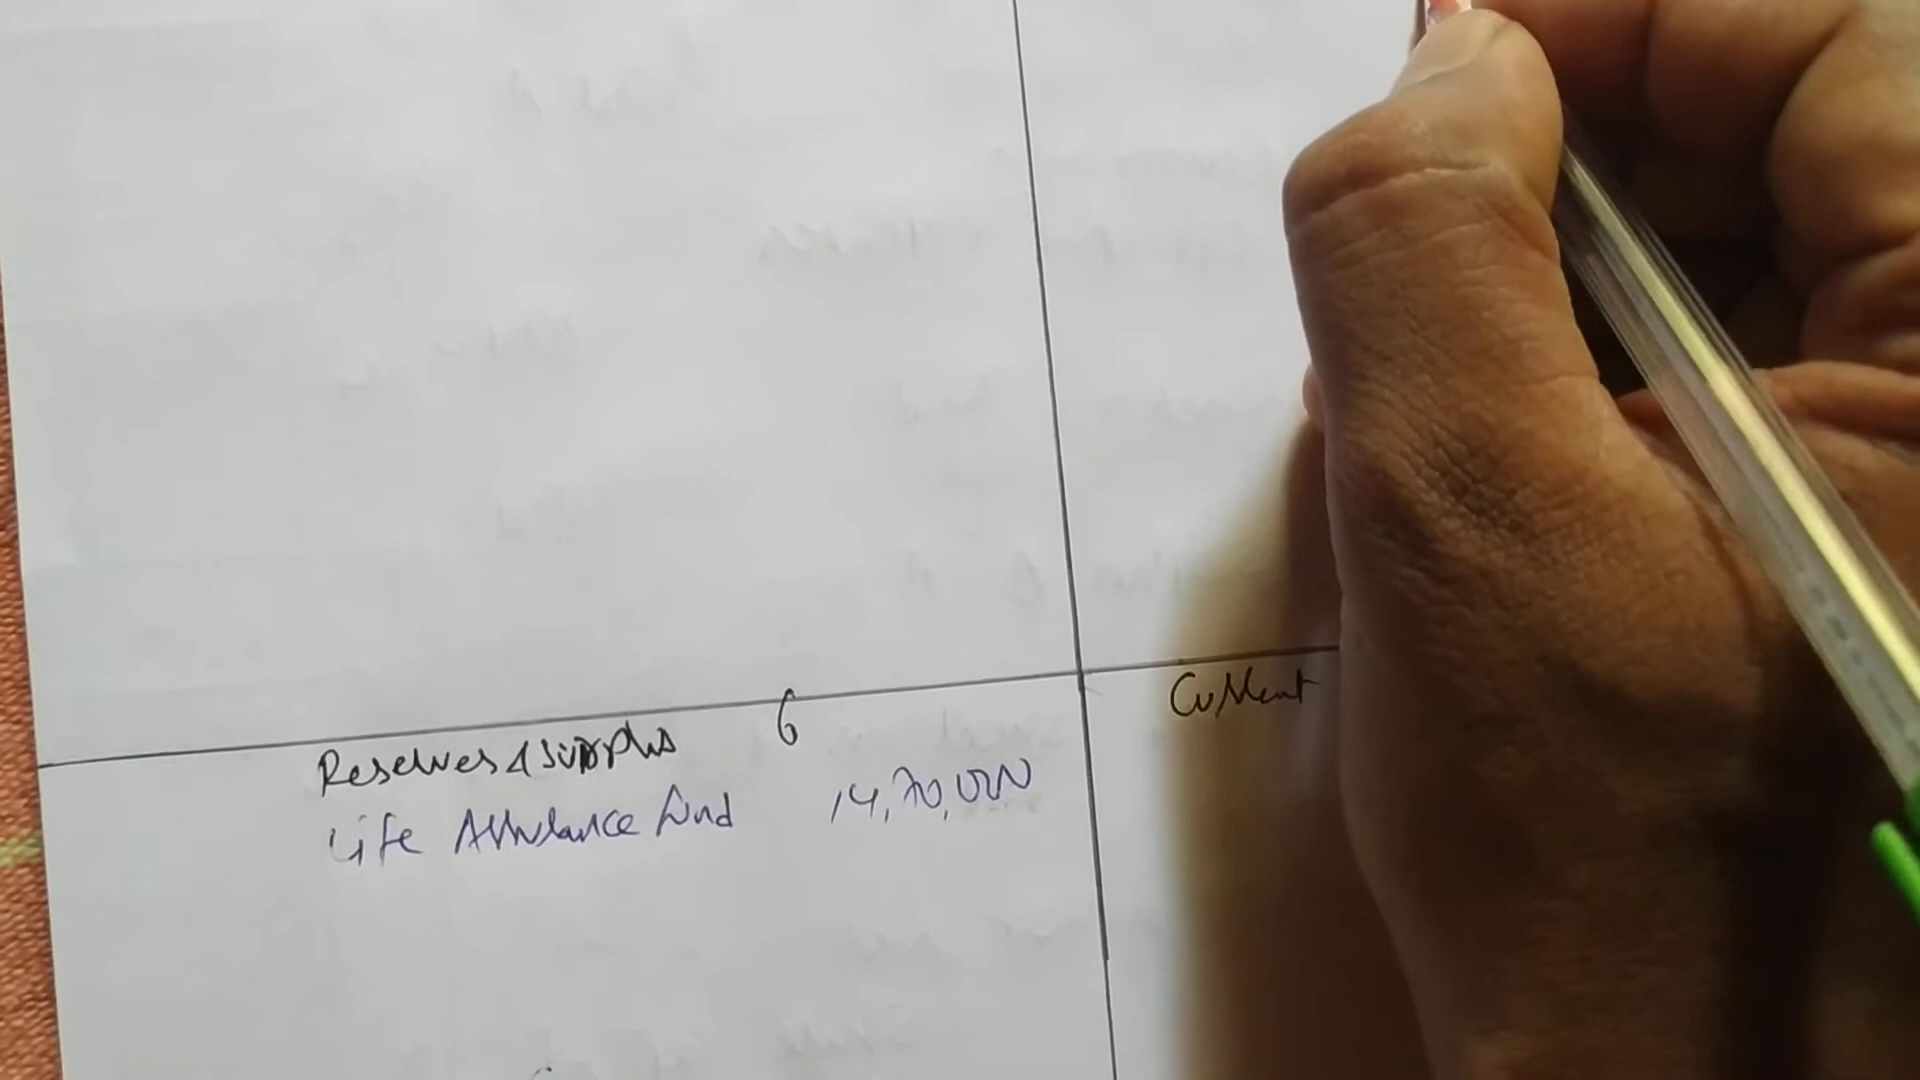 Reserves & Surplus 6
Life Assurance Fund 14,70,000
Current